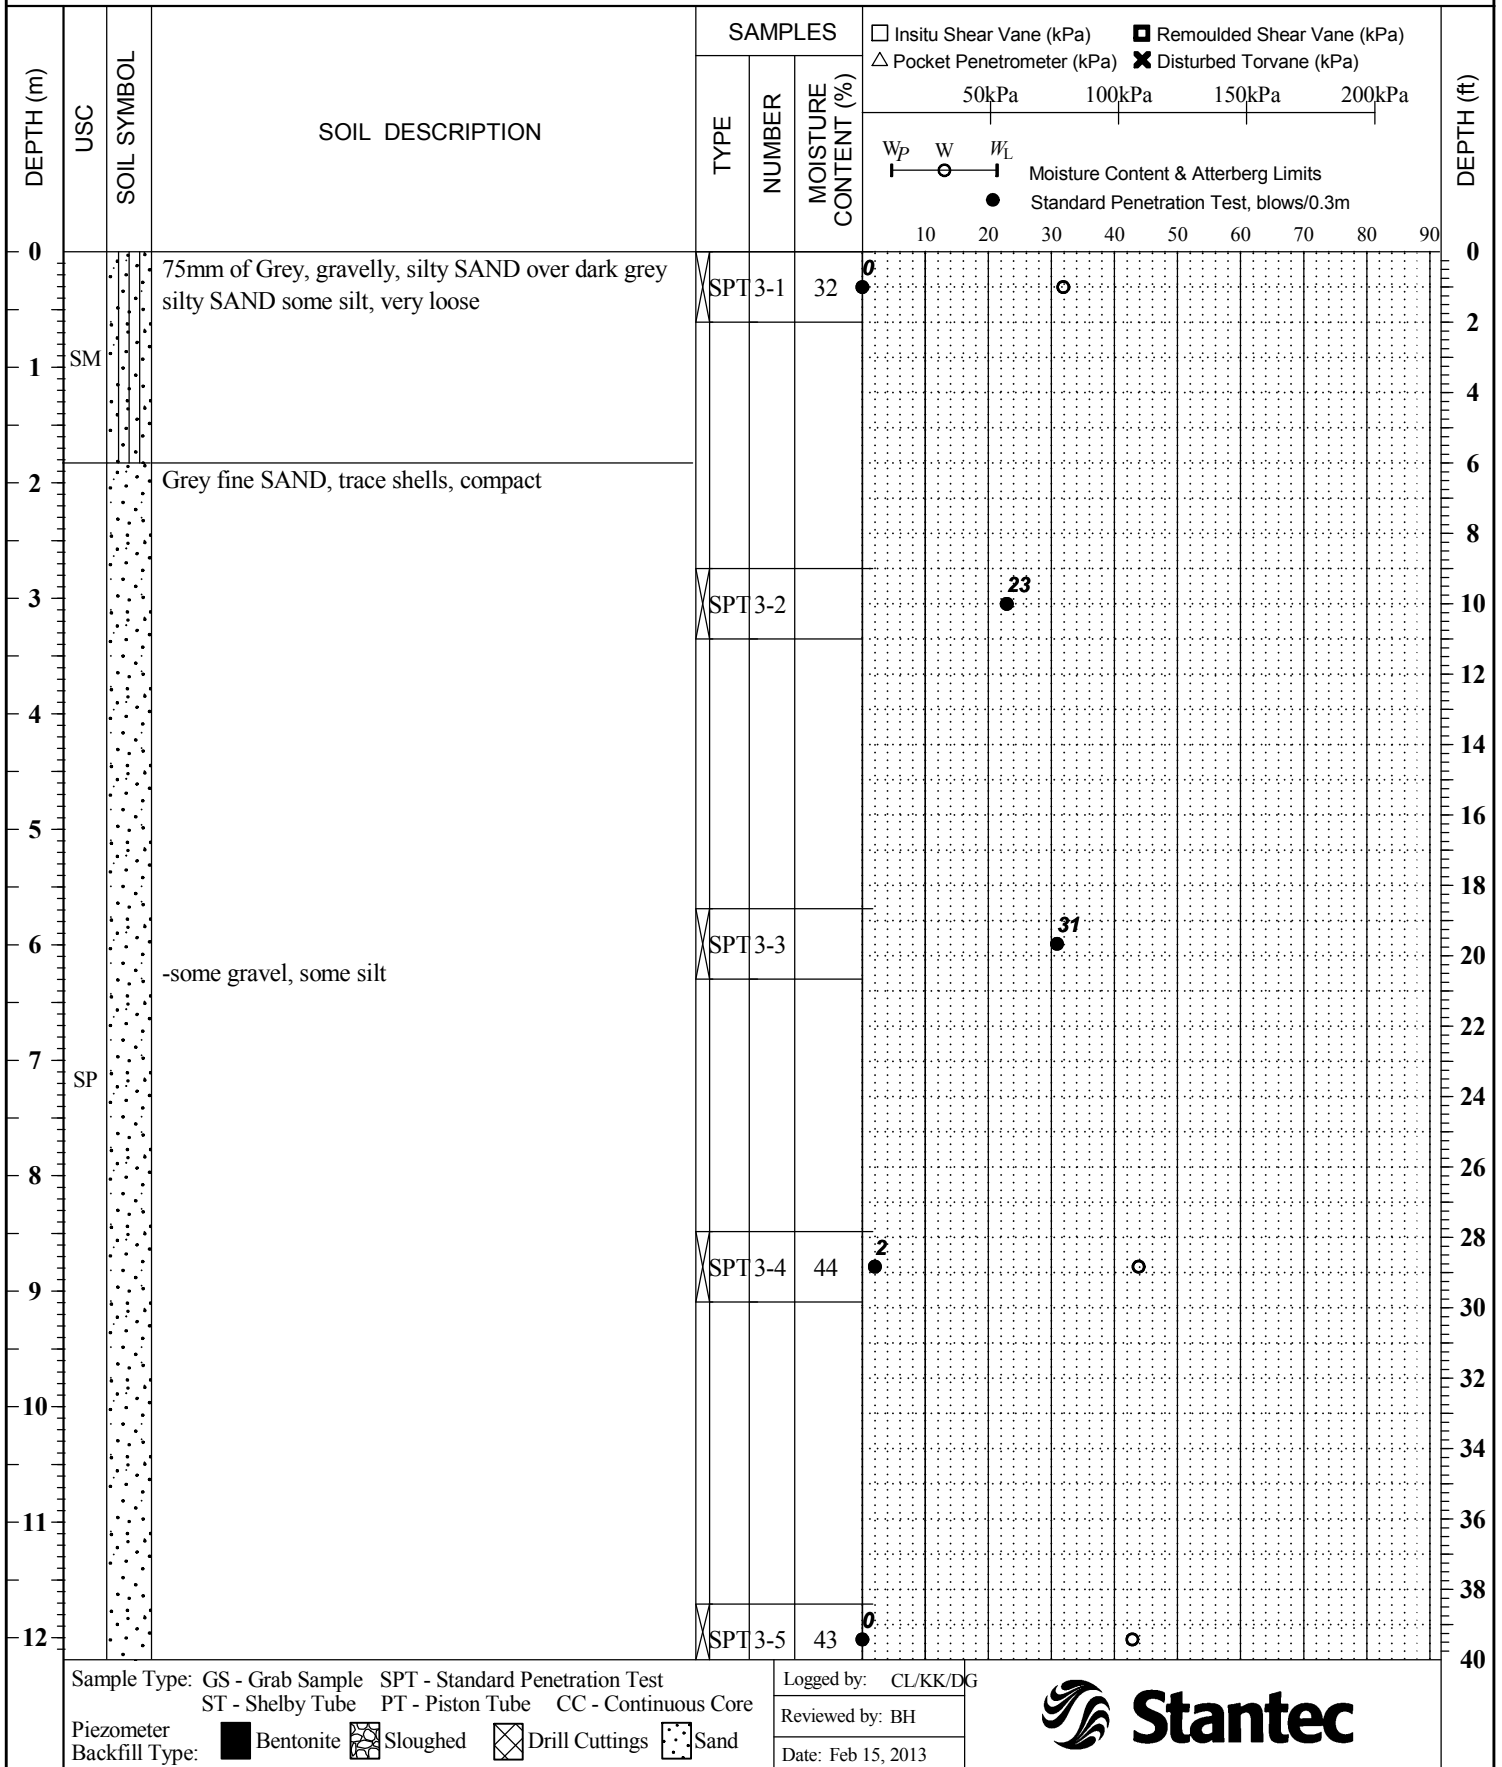 SAMPLES
DEPTH (m)
USC
SOIL SYMBOL
SOIL DESCRIPTION
TYPE
NUMBER
MOISTURE CONTENT (%)
Insitu Shear Vane (kPa)
Remoulded Shear Vane (kPa)
Pocket Penetrometer (kPa)
Disturbed Torvane (kPa)
50kPa 100kPa 150kPa 200kPa
WP W WL
Moisture Content & Atterberg Limits
Standard Penetration Test, blows/0.3m
10 20 30 40 50 60 70 80 90
DEPTH (ft)
0
75mm of Grey, gravelly, silty SAND over dark grey
silty SAND some silt, very loose
SPT 3-1 32
0
0
2
SM
1
4
6
Grey fine SAND, trace shells, compact
2
8
23
3
SPT 3-2
10
12
4
14
5
16
18
31
6
SPT 3-3
20
-some gravel, some silt
22
7
SP
24
8
26
28
2
SPT 3-4 44
9
30
32
10
34
11
36
38
0
12
SPT 3-5 43
40
Sample Type: GS - Grab Sample SPT - Standard Penetration Test
ST - Shelby Tube PT - Piston Tube CC - Continuous Core
Piezometer
Backfill Type:
Bentonite Sloughed Drill Cuttings Sand
Logged by: CL/KK/DG
Reviewed by: BH
Date: Feb 15, 2013
Stantec